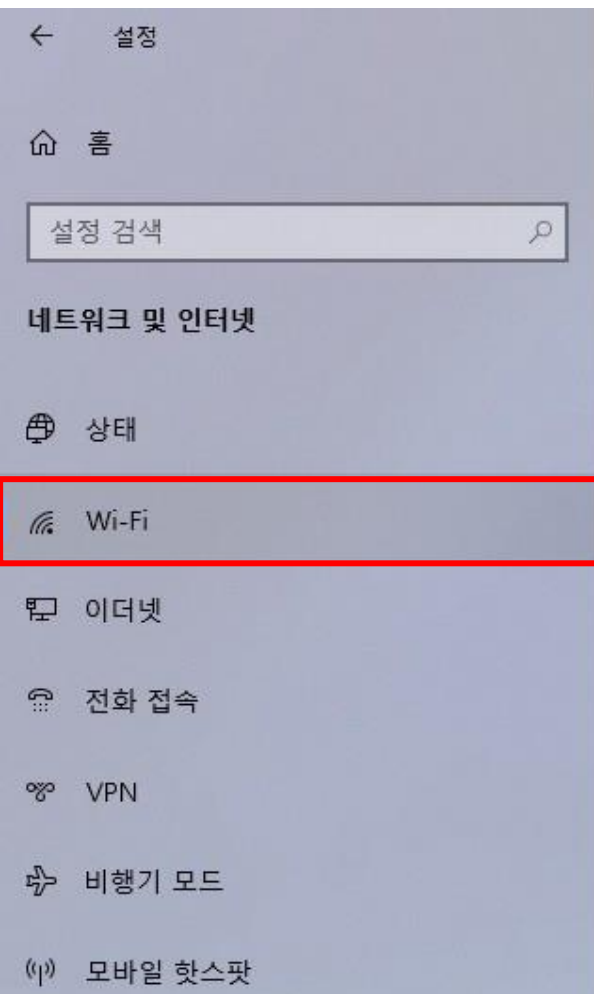 설정
홈
설정 검색
네트워크 및 인터넷
상태
Wi-Fi
이더넷
전화 접속
VPN
비행기 모드
모바일 핫스팟